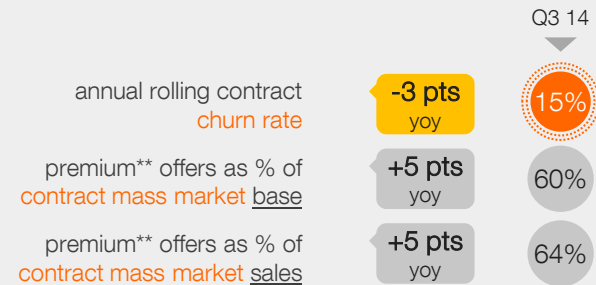 Q3 14
annual rolling contract
churn rate
-3 pts
yoy
15%
premium** offers as % of
contract mass market base
+5 pts
yoy
60%
premium** offers as % of
contract mass market sales
+5 pts
yoy
64%